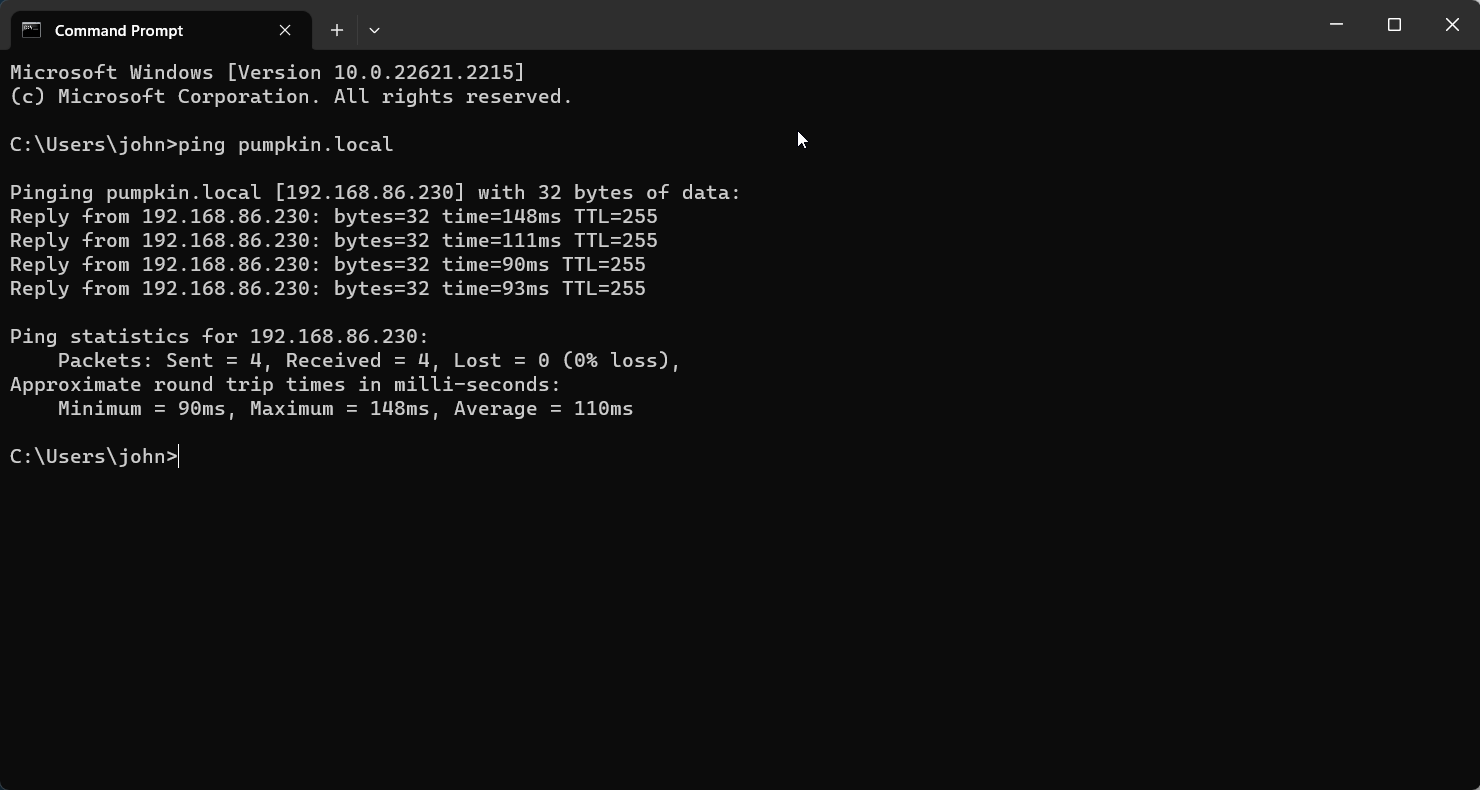 Command Prompt
Microsoft Windows [Version 10.0.22621.2215]
(c) Microsoft Corporation. All rights reserved.
C:\Users\john>ping pumpkin.local
Pinging pumpkin.local [192.168.86.230] with 32 bytes of data:
Reply from 192.168.86.230: bytes=32 time=148ms TTL=255
Reply from 192.168.86.230: bytes=32 time=111ms TTL=255
Reply from 192.168.86.230: bytes=32 time=90ms TTL=255
Reply from 192.168.86.230: bytes=32 time=93ms TTL=255
Ping statistics for 192.168.86.230:
    Packets: Sent = 4, Received = 4, Lost = 0 (0% loss),
Approximate round trip times in milli-seconds:
    Minimum = 90ms, Maximum = 148ms, Average = 110ms
C:\Users\john>